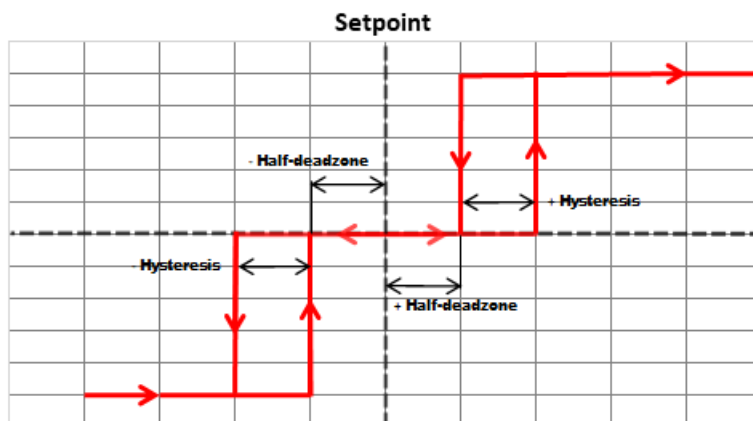 Setpoint
- Half-deadzone
+ Hysteresis
- Hysteresis
+ Half-deadzone